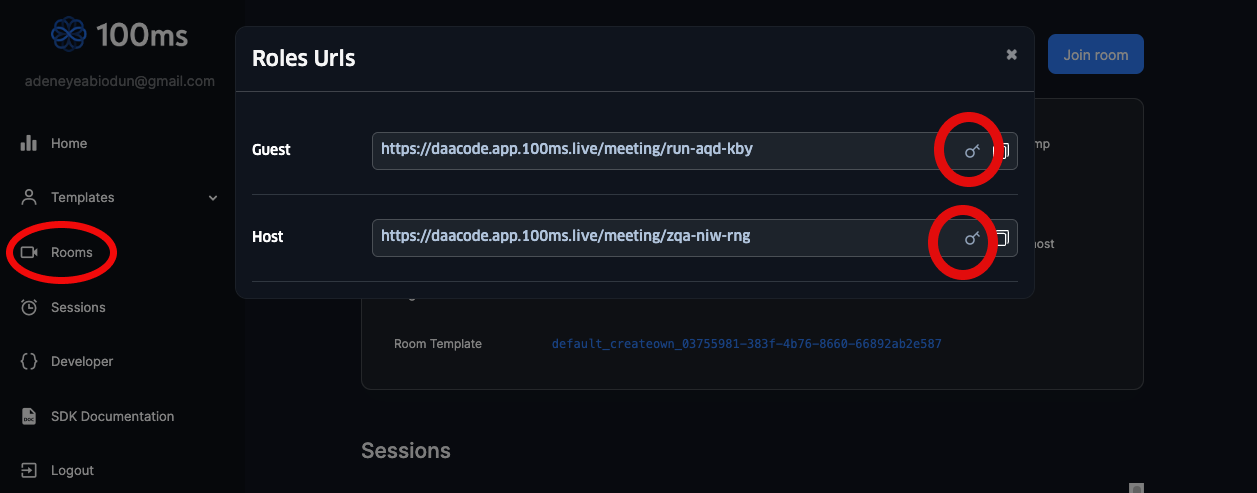 100ms
adeneyeabiodun@gmail.com
Home
Templates
Rooms
Sessions
Developer
SDK Documentation
Logout
Roles Urls
Join room
Guest
https://daacode.app.100ms.live/meeting/run-aqd-kby
Host
https://daacode.app.100ms.live/meeting/zqa-niw-rng
Room Template
default_createown_03755981-383f-4b76-8660-66892ab2e587
Sessions